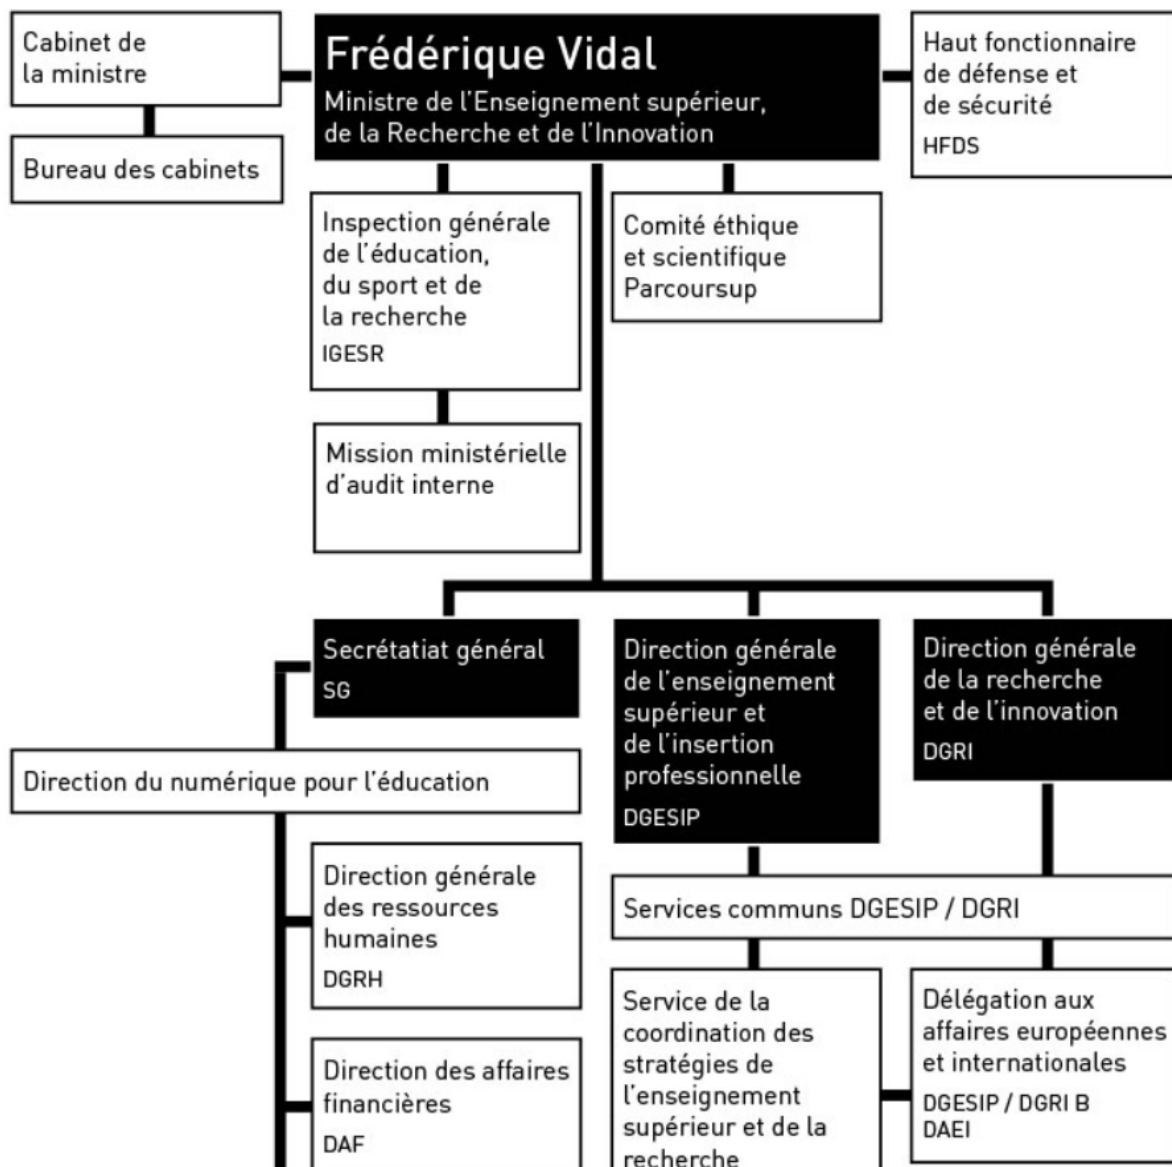 Cabinet de
la ministre
Bureau des cabinets
Frédérique Vidal
Ministre de l'Enseignement supérieur,
de la Recherche et de l'Innovation
Haut fonctionnaire
de défense et
de sécurité
HFDS
Inspection générale
de l'éducation,
du sport et de
la recherche
IGESR
Comité éthique
et scientifique
Parcoursup
Mission ministérielle
d'audit interne
Secrétatiat général
SG
Direction générale
de l'enseignement
supérieur et
de l'insertion
professionnelle
DGESIP
Direction générale
de la recherche
et de l'innovation
DGRI
Direction du numérique pour l'éducation
Direction générale
des ressources
humaines
DGRH
Services communs DGESIP / DGRI
Direction des affaires
financières
DAF
Service de la
coordination des
stratégies de
l'enseignement
supérieur et de la
recherche
Délégation aux
affaires européennes
et internationales
DGESIP / DGRI B
DAEI